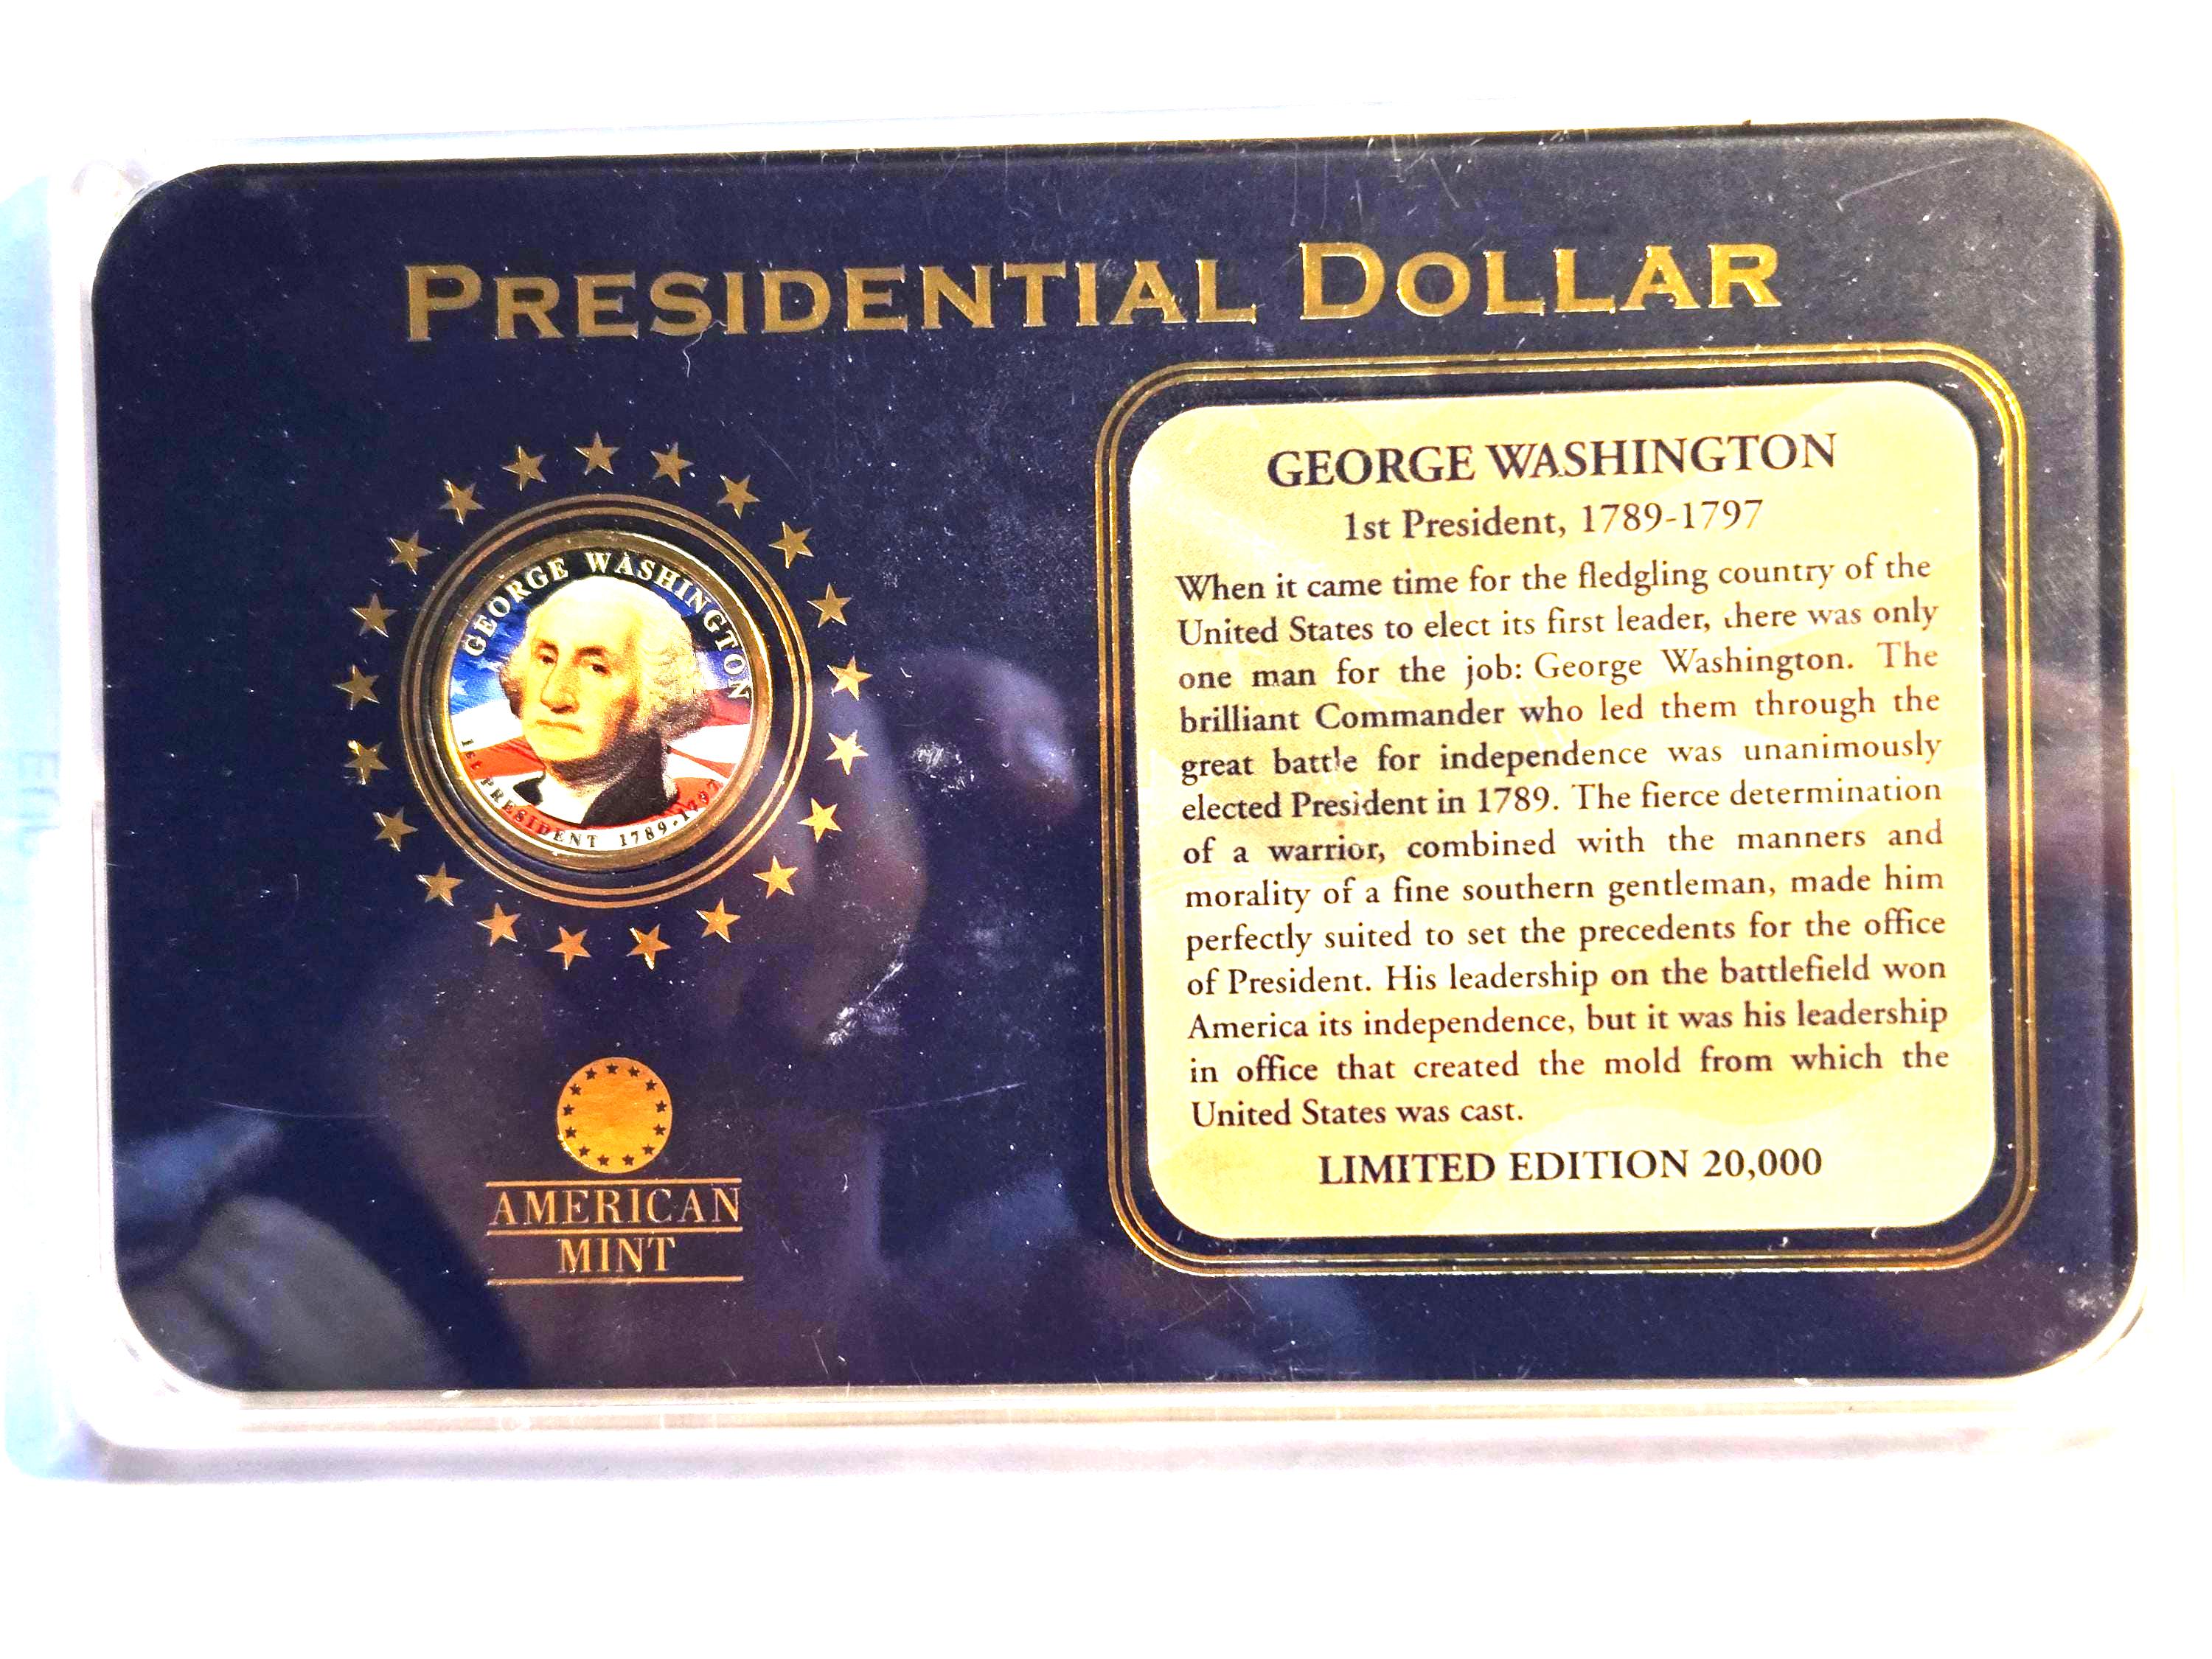 PRESIDENTIAL DOLLAR
GEORGE WASHINGTON
1st PRESIDENT 1789-1797
AMERICAN
MINT
GEORGE WASHINGTON
1st President, 1789-1797
When it came time for the fledgling country of the
United States to elect its first leader, there was only
one man for the job: George Washington. The
brilliant Commander who led them through the
great battle for independence was unanimously
elected President in 1789. The fierce determination
of a warrior, combined with the manners and
morality of a fine southern gentleman, made him
perfectly suited to set the precedents for the office
of President. His leadership on the battlefield won
America its independence, but it was his leadership
in office that created the mold from which the
United States was cast.
LIMITED EDITION 20,000